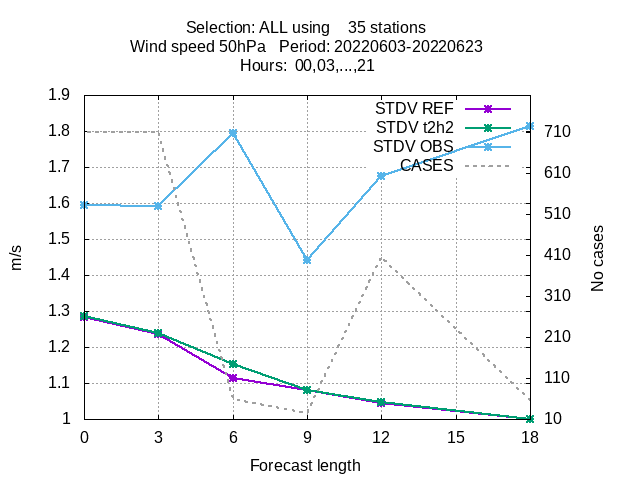 Selection: ALL using    35 stations
Wind speed 50hPa   Period: 20220603-20220623
Hours:  00,03,...,21
STDV REF
STDV t2h2
STDV OBS
CASES
1.9
1.8
1.7
1.6
1.5
1.4
1.3
1.2
1.1
1
m/s
710
610
510
410
310
210
110
10
No cases
0 3 6 9 12 15 18
Forecast length